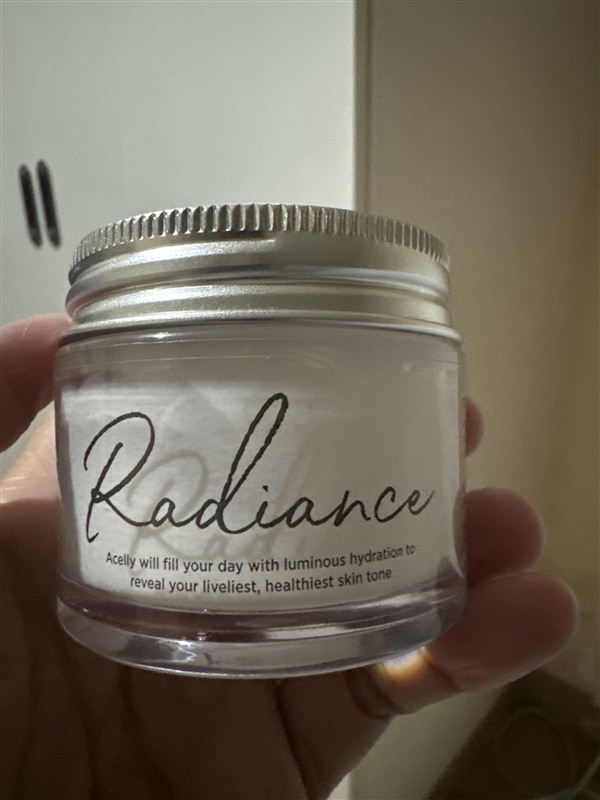 Radiance
Acelly will fill your day with luminous hydration to
reveal your liveliest, healthiest skin tone